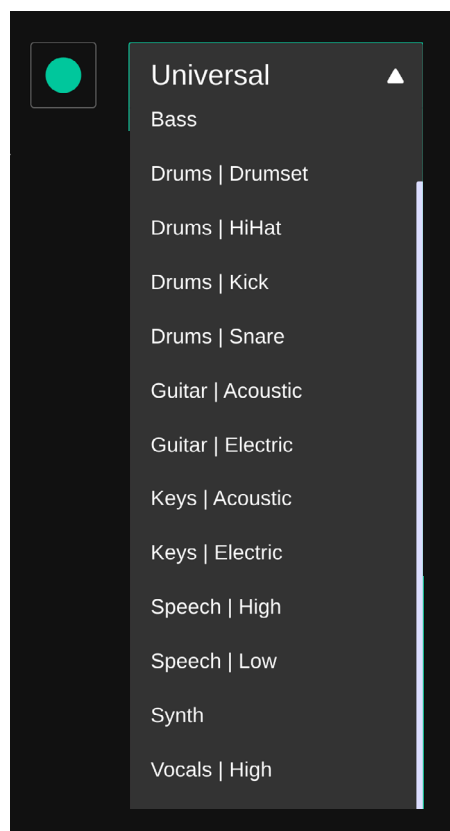 Universal
Bass
Drums | Drumset
Drums | HiHat
Drums | Kick
Drums | Snare
Guitar | Acoustic
Guitar | Electric
Keys | Acoustic
Keys | Electric
Speech | High
Speech | Low
Synth
Vocals | High